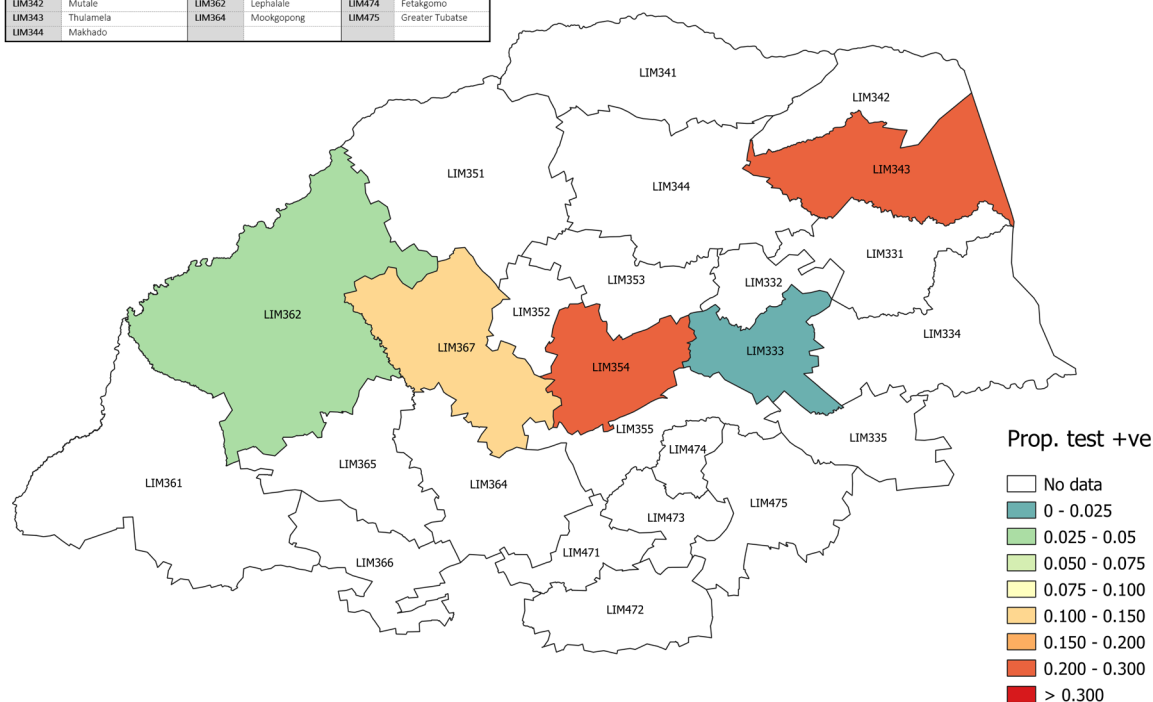 LIM342 Mutale LIM362 Lephalale LIM474 Fetakgomo
LIM343 Thulamela LIM364 Mookgopong LIM475 Greater Tubatse
LIM344 Makhado
LIM341
LIM342
LIM351
LIM343
LIM344
LIM331
LIM353
LIM332
LIM362
LIM352
LIM334
LIM367
LIM333
LIM354
LIM355
LIM335
LIM474
LIM365
LIM361
LIM364
LIM475
LIM473
LIM471
LIM366
LIM472
Prop. test +ve
No data
0 - 0.025
0.025 - 0.05
0.050 - 0.075
0.075 - 0.100
0.100 - 0.150
0.150 - 0.200
0.200 - 0.300
> 0.300